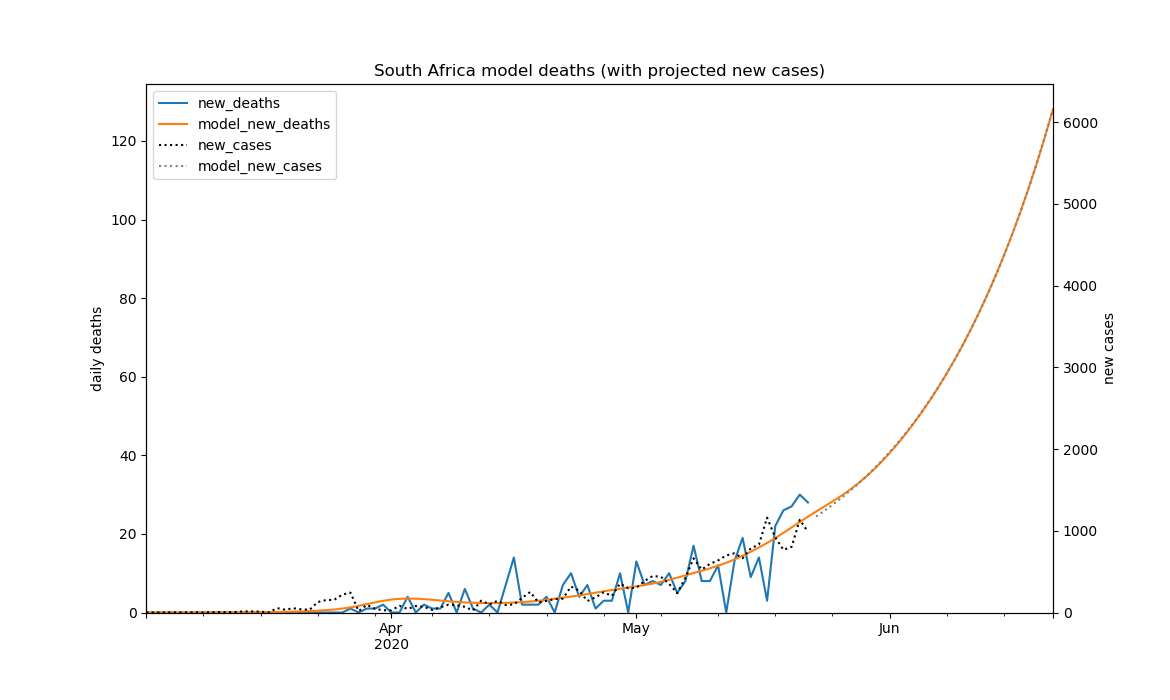 South Africa model deaths (with projected new cases)
new_deaths
model_new_deaths
new_cases
model_new_cases
120
100
80
60
40
20
0
daily deaths
6000
5000
4000
3000
2000
1000
0
new cases
Apr
2020
May
Jun